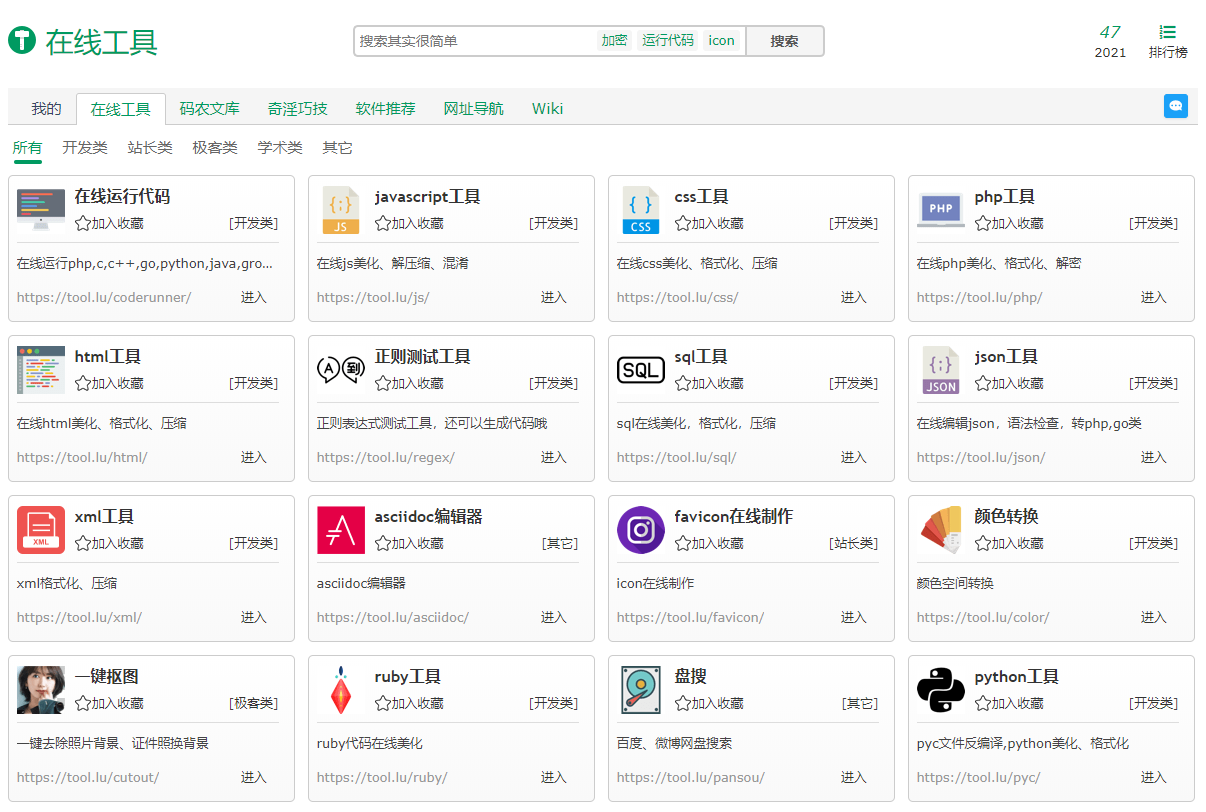 在线工具
搜索其实很简单 加密 运行代码 icon 搜索
47 2021 排行榜
我的 在线工具 码农文库 奇淫巧技 软件推荐 网址导航 Wiki
所有 开发类 站长类 极客类 学术类 其它
在线运行代码
加入收藏 [开发类]
在线运行php,c,c++,go,python,java,gro...
https://tool.lu/coderunner/ 进入
JS
javascript工具
加入收藏 [开发类]
在线js美化、解压缩、混淆
https://tool.lu/js/ 进入
CSS
css工具
加入收藏 [开发类]
在线css美化、格式化、压缩
https://tool.lu/css/ 进入
PHP
php工具
加入收藏 [开发类]
在线php美化、格式化、解密
https://tool.lu/php/ 进入
html工具
加入收藏 [开发类]
在线html美化、格式化、压缩
https://tool.lu/html/ 进入
A 到
正则测试工具
加入收藏 [开发类]
正则表达式测试工具，还可以生成代码哦
https://tool.lu/regex/ 进入
SQL
sql工具
加入收藏 [开发类]
sql在线美化，格式化，压缩
https://tool.lu/sql/ 进入
JSON
json工具
加入收藏 [开发类]
在线编辑json，语法检查，转php,go类
https://tool.lu/json/ 进入
XML
xml工具
加入收藏 [开发类]
xml格式化、压缩
https://tool.lu/xml/ 进入
asciidoc编辑器
加入收藏 [其它]
asciidoc编辑器
https://tool.lu/asciidoc/ 进入
favicon在线制作
加入收藏 [站长类]
icon在线制作
https://tool.lu/favicon/ 进入
颜色转换
加入收藏 [开发类]
颜色空间转换
https://tool.lu/color/ 进入
一键抠图
加入收藏 [极客类]
一键去除照片背景、证件照换背景
https://tool.lu/cutout/ 进入
ruby工具
加入收藏 [开发类]
ruby代码在线美化
https://tool.lu/ruby/ 进入
盘搜
加入收藏 [其它]
百度、微博网盘搜索
https://tool.lu/pansou/ 进入
python工具
加入收藏 [开发类]
pyc文件反编译,python美化、格式化
https://tool.lu/pyc/ 进入